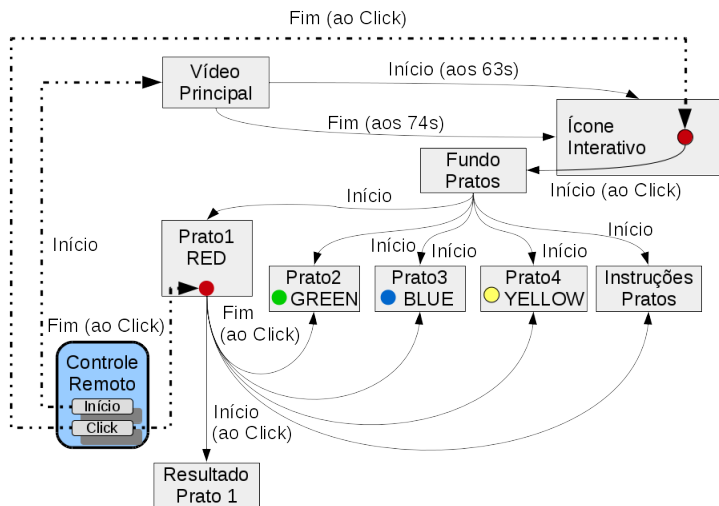 Fim (ao Click)
Vídeo
Principal
Início (aos 63s)
Fim (aos 74s)
Ícone
Interativo
Fundo
Pratos
Início (ao Click)
Início
Prato1
RED
Início
Início
Início
Início
Início
Prato2
GREEN
Prato3
BLUE
Prato4
YELLOW
Instruções
Pratos
Fim
(ao Click)
Fim (ao Click)
Controle
Remoto
Início
Click
Início
(ao Click)
Resultado
Prato 1